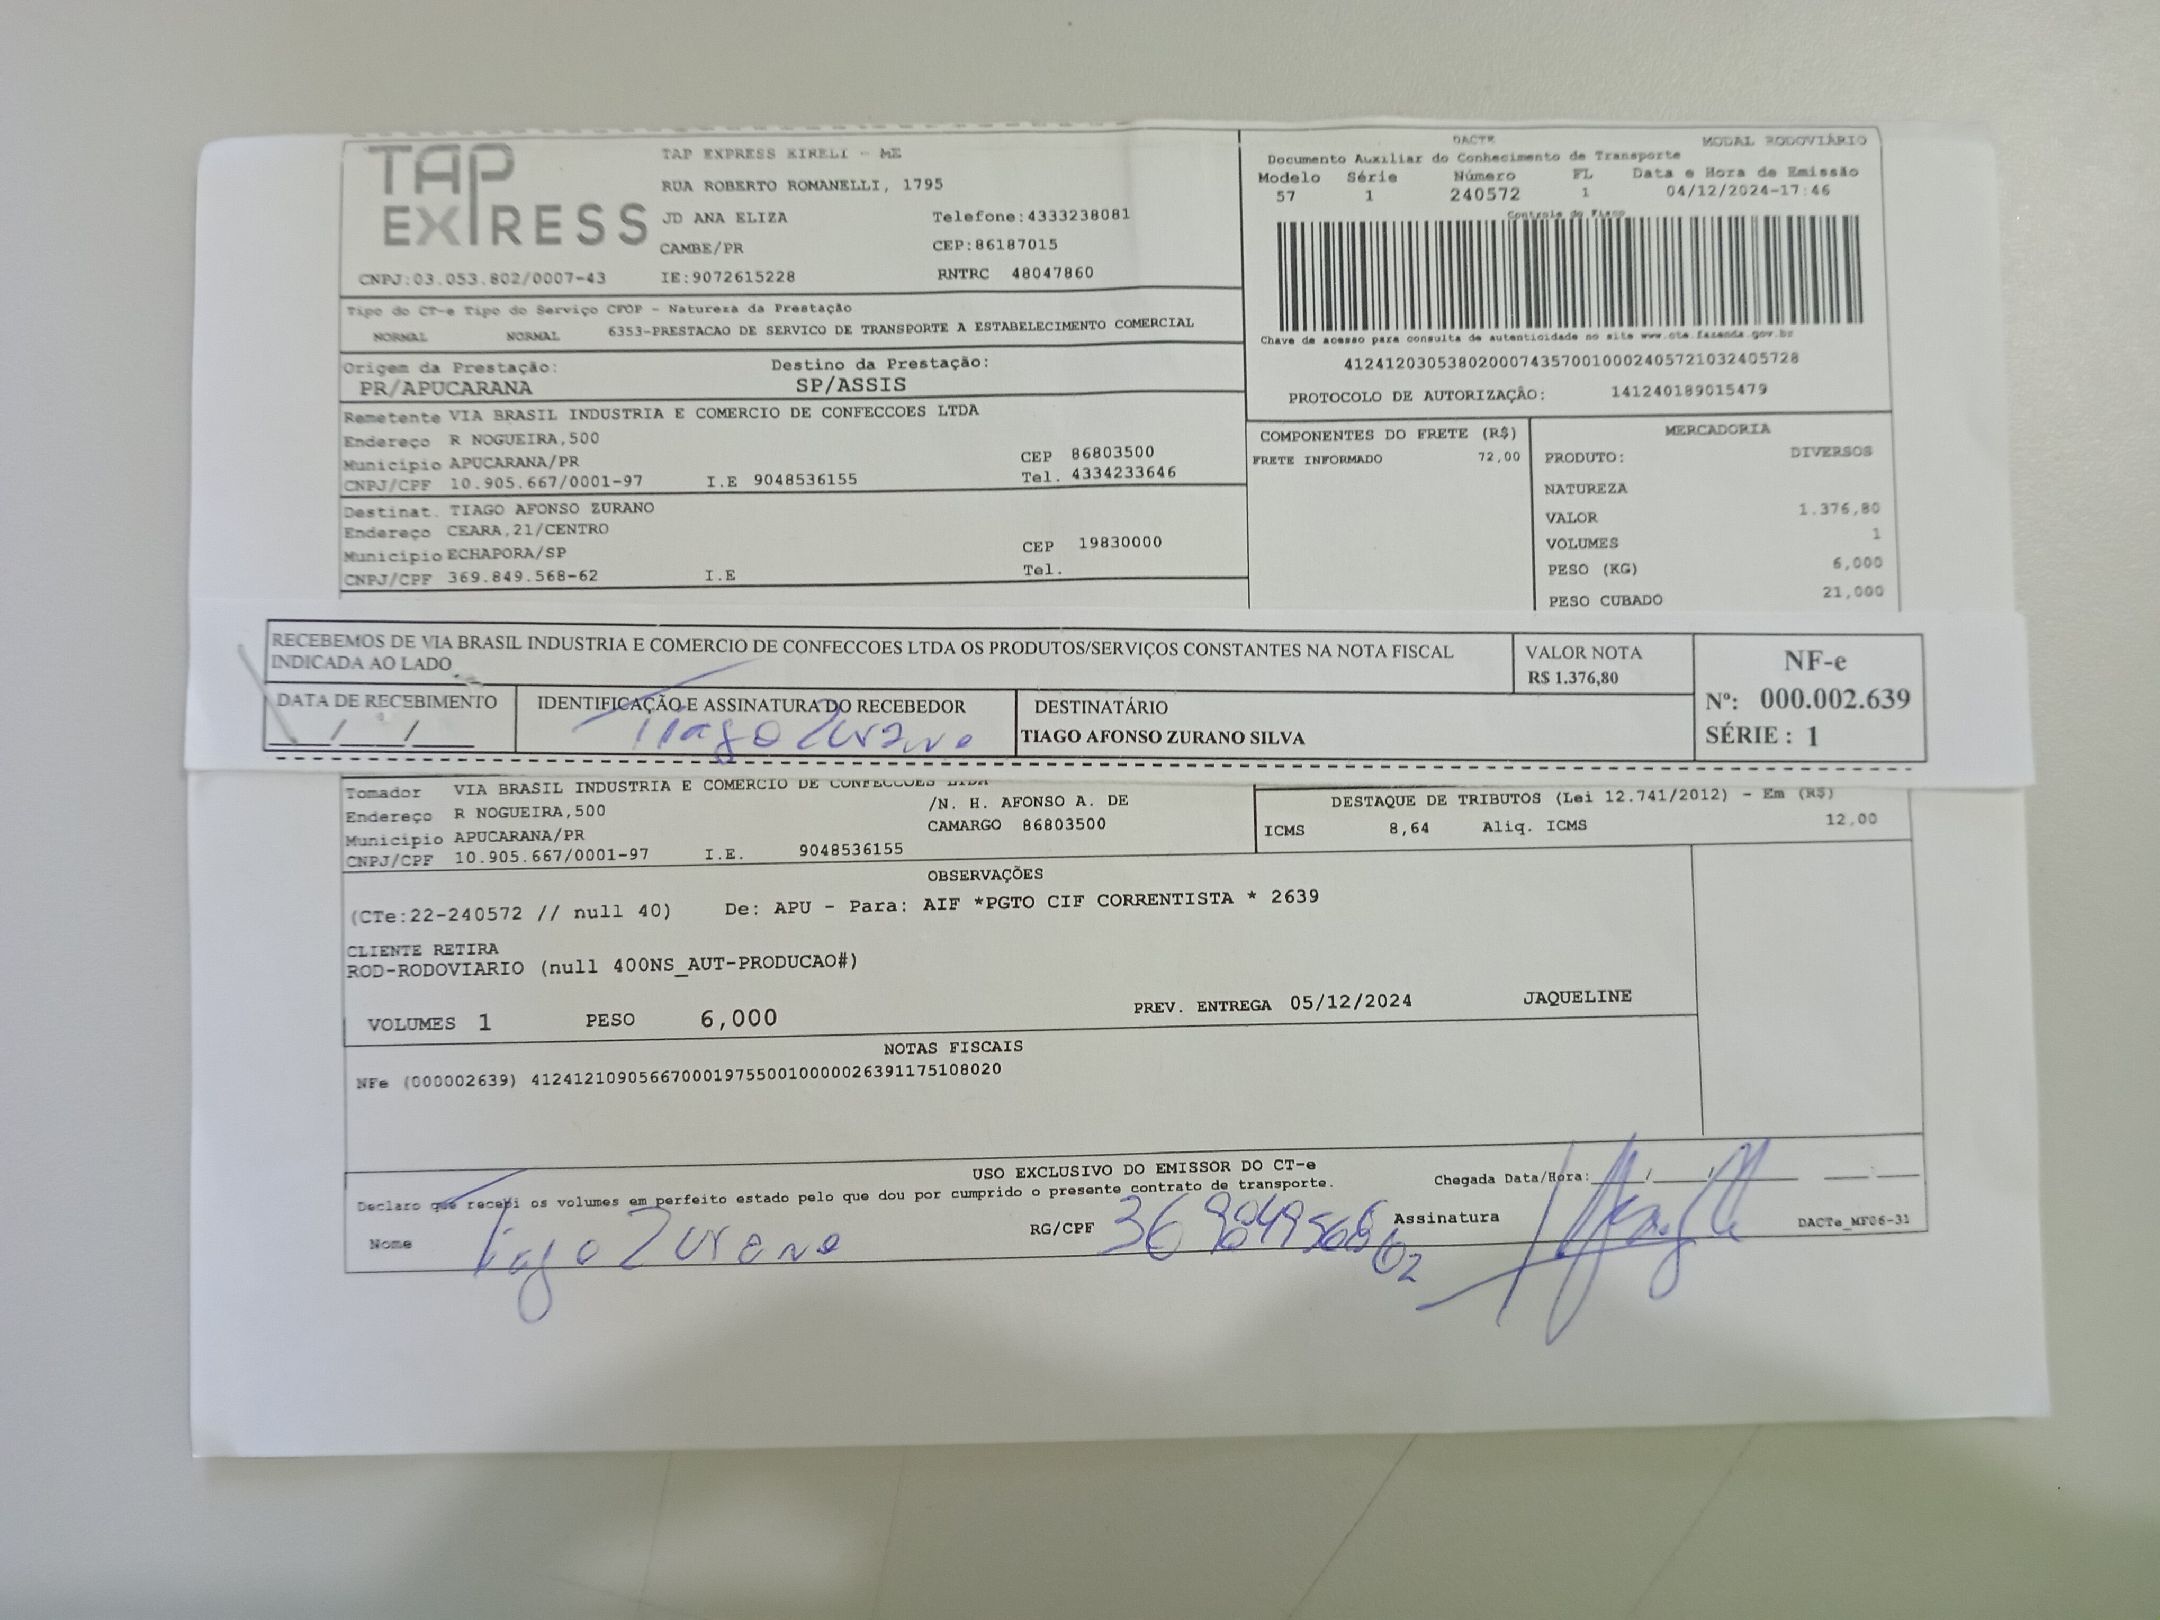 TAP EXPRESS
TAP EXPRESS EIRELI - ME
RUA ROBERTO ROMANELLI, 1795
JD ANA ELIZA Telefone:4333238081
CAMBE/PR CEP:86187015
CNPJ:03.053.802/0007-43 IE:9072615228 RNTRC 48047860
DACTE MODAL RODOVIÁRIO
Documento Auxiliar do Conhecimento de Transporte
Modelo Série Número FL Data e Hora de Emissão
57 1 240572 1 04/12/2024-17:46
Controle do Fisco
Chave de acesso para consulta de autenticidade no site www.cte.fazenda.gov.br
41241203053802000743570010002405721032405728
PROTOCOLO DE AUTORIZAÇÃO: 141240189015479
Tipo do CT-e Tipo do Serviço CFOP - Natureza da Prestação
NORMAL NORMAL 6353-PRESTACAO DE SERVICO DE TRANSPORTE A ESTABELECIMENTO COMERCIAL
Origem da Prestação: Destino da Prestação:
PR/APUCARANA SP/ASSIS
Remetente VIA BRASIL INDUSTRIA E COMERCIO DE CONFECCOES LTDA
Endereço R NOGUEIRA,500
Municipio APUCARANA/PR CEP 86803500
CNPJ/CPF 10.905.667/0001-97 I.E 9048536155 Tel. 4334233646
Destinat. TIAGO AFONSO ZURANO
Endereço CEARA,21/CENTRO
Municipio ECHAPORA/SP CEP 19830000
CNPJ/CPF 369.849.568-62 I.E Tel.
COMPONENTES DO FRETE (R$)
FRETE INFORMADO 72,00
MERCADORIA
PRODUTO: DIVERSOS
NATUREZA
VALOR 1.376,80
VOLUMES 1
PESO (KG) 6,000
PESO CUBADO 21,000
RECEBEMOS DE VIA BRASIL INDUSTRIA E COMERCIO DE CONFECCOES LTDA OS PRODUTOS/SERVIÇOS CONSTANTES NA NOTA FISCAL
INDICADA AO LADO
VALOR NOTA
R$ 1.376,80
NF-e
Nº: 000.002.639
SÉRIE : 1
DATA DE RECEBIMENTO IDENTIFICAÇÃO E ASSINATURA DO RECEBEDOR DESTINATÁRIO
___/___/___ Tiago Zurano TIAGO AFONSO ZURANO SILVA
Tomador VIA BRASIL INDUSTRIA E COMERCIO DE CONFECCOES LTDA
Endereço R NOGUEIRA,500 /N. H. AFONSO A. DE
Municipio APUCARANA/PR CAMARGO 86803500
CNPJ/CPF 10.905.667/0001-97 I.E. 9048536155
DESTAQUE DE TRIBUTOS (Lei 12.741/2012) - Em (R$)
ICMS 8,64 Aliq. ICMS 12,00
OBSERVAÇÕES
(CTe:22-240572 // null 40) De: APU - Para: AIF *PGTO CIF CORRENTISTA * 2639
CLIENTE RETIRA
ROD-RODOVIARIO (null 400NS_AUT-PRODUCAO#)
VOLUMES 1 PESO 6,000 PREV. ENTREGA 05/12/2024 JAQUELINE
NOTAS FISCAIS
NFe (000002639) 41241210905667000197550010000026391175108020
USO EXCLUSIVO DO EMISSOR DO CT-e
Declaro que recebi os volumes em perfeito estado pelo que dou por cumprido o presente contrato de transporte. Chegada Data/Hora:
Nome Tiago Zurano RG/CPF 36984956862 Assinatura DACTe_MF06-31